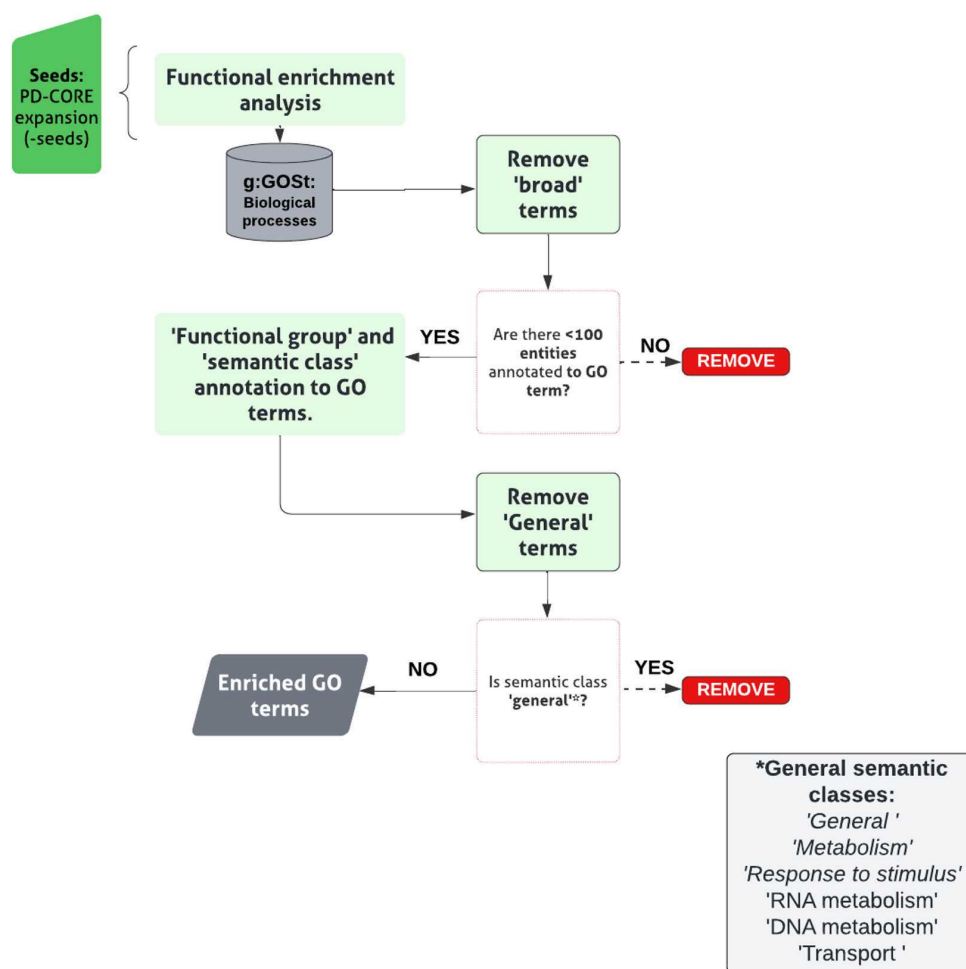 Seeds:
PD-CORE
expansion
(-seeds)
Functional enrichment
analysis
g:GOSt:
Biological
processes
Remove
'broad'
terms
Are there <100
entities
annotated to GO
term?
YES
NO
REMOVE
'Functional group' and
'semantic class'
annotation to GO
terms.
Remove
'General'
terms
Is semantic class
'general'*?
NO
YES
REMOVE
Enriched GO
terms
*General semantic
classes:
'General '
'Metabolism'
'Response to stimulus'
'RNA metabolism'
'DNA metabolism'
'Transport '